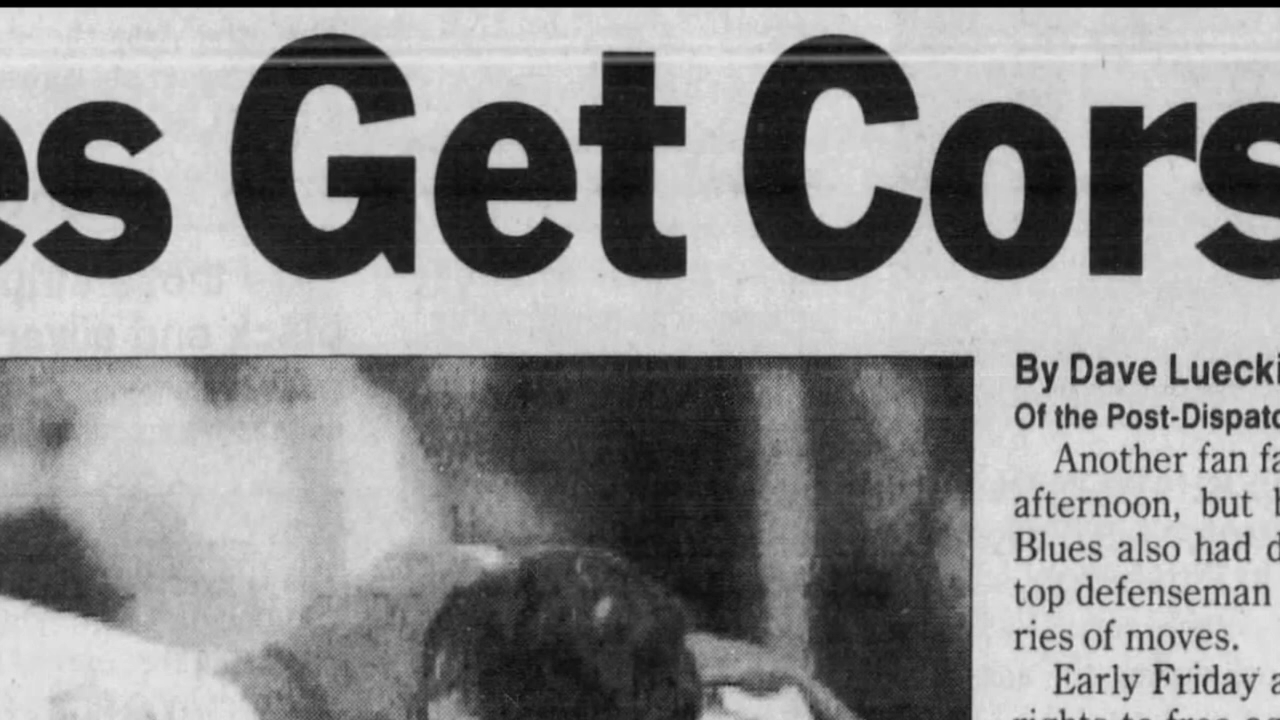 es Get Cors
By Dave Luecki
Of the Post-Dispatc
Another fan fa
afternoon, but
Blues also had d
top defenseman
ries of moves.
Early Friday a